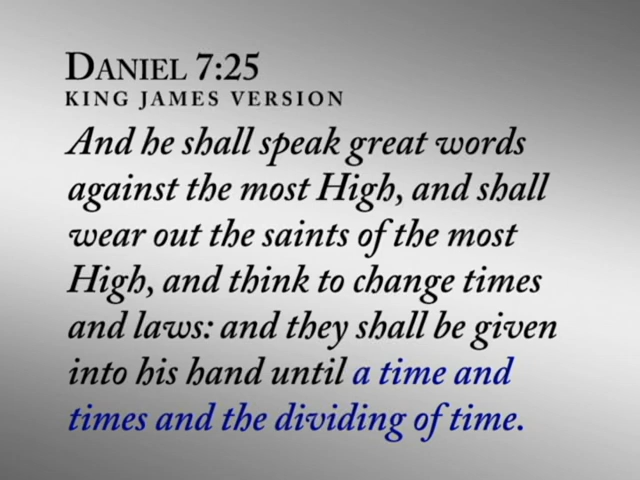 DANIEL 7:25
KING JAMES VERSION
And he shall speak great words
against the most High, and shall
wear out the saints of the most
High, and think to change times
and laws: and they shall be given
into his hand until a time and
times and the dividing of time.